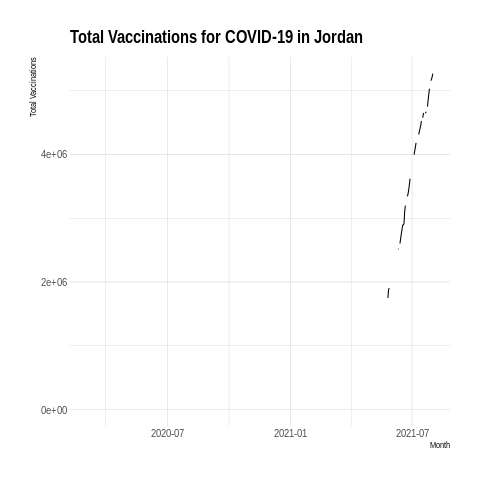 Total Vaccinations for COVID-19 in Jordan
Total Vaccinations
4e+06
2e+06
0e+00
2020-07
2021-01
2021-07
Month